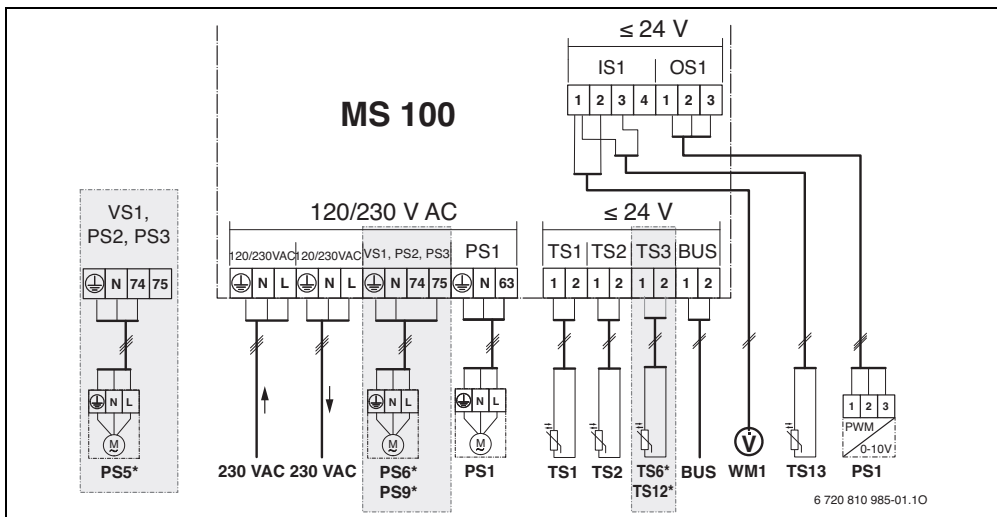 ≤ 24 V
IS1 OS1
1 2 3 4 1 2 3
MS 100
120/230 V AC ≤ 24 V
VS1,
PS2, PS3
120/230VAC 120/230VAC VS1, PS2, PS3 PS1 TS1 TS2 TS3 BUS
N 74 75
N L N L N 74 75 N 63 1 2 1 2 1 2 1 2
N L N L N L 1 2 3
PWM
0-10V
M M M V̇
PS5* 230 VAC 230 VAC PS6* PS1 TS1 TS2 TS6* BUS WM1 TS13 PS1
PS9* TS12*
6 720 810 985-01.1O